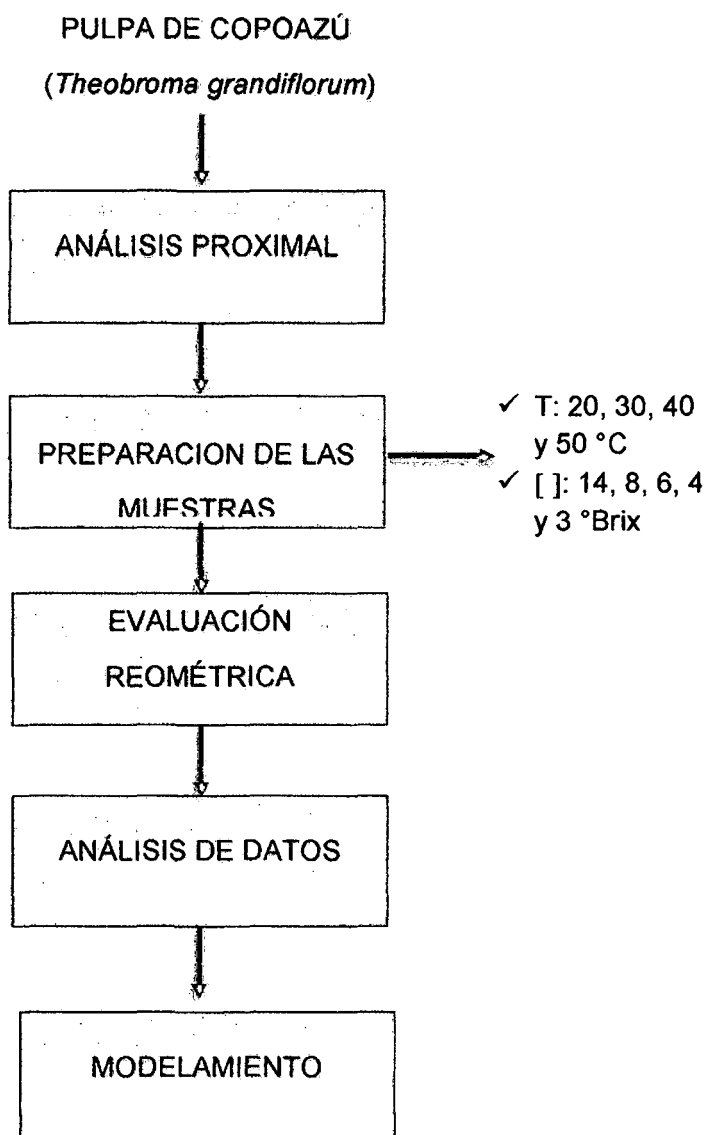 PULPA DE COPOAZÚ
(Theobroma grandiflorum)
ANÁLISIS PROXIMAL
PREPARACION DE LAS
MUESTRAS
✓ T: 20, 30, 40
y 50 °C
✓ [ ]: 14, 8, 6, 4
y 3 °Brix
EVALUACIÓN
REOMÉTRICA
ANÁLISIS DE DATOS
MODELAMIENTO